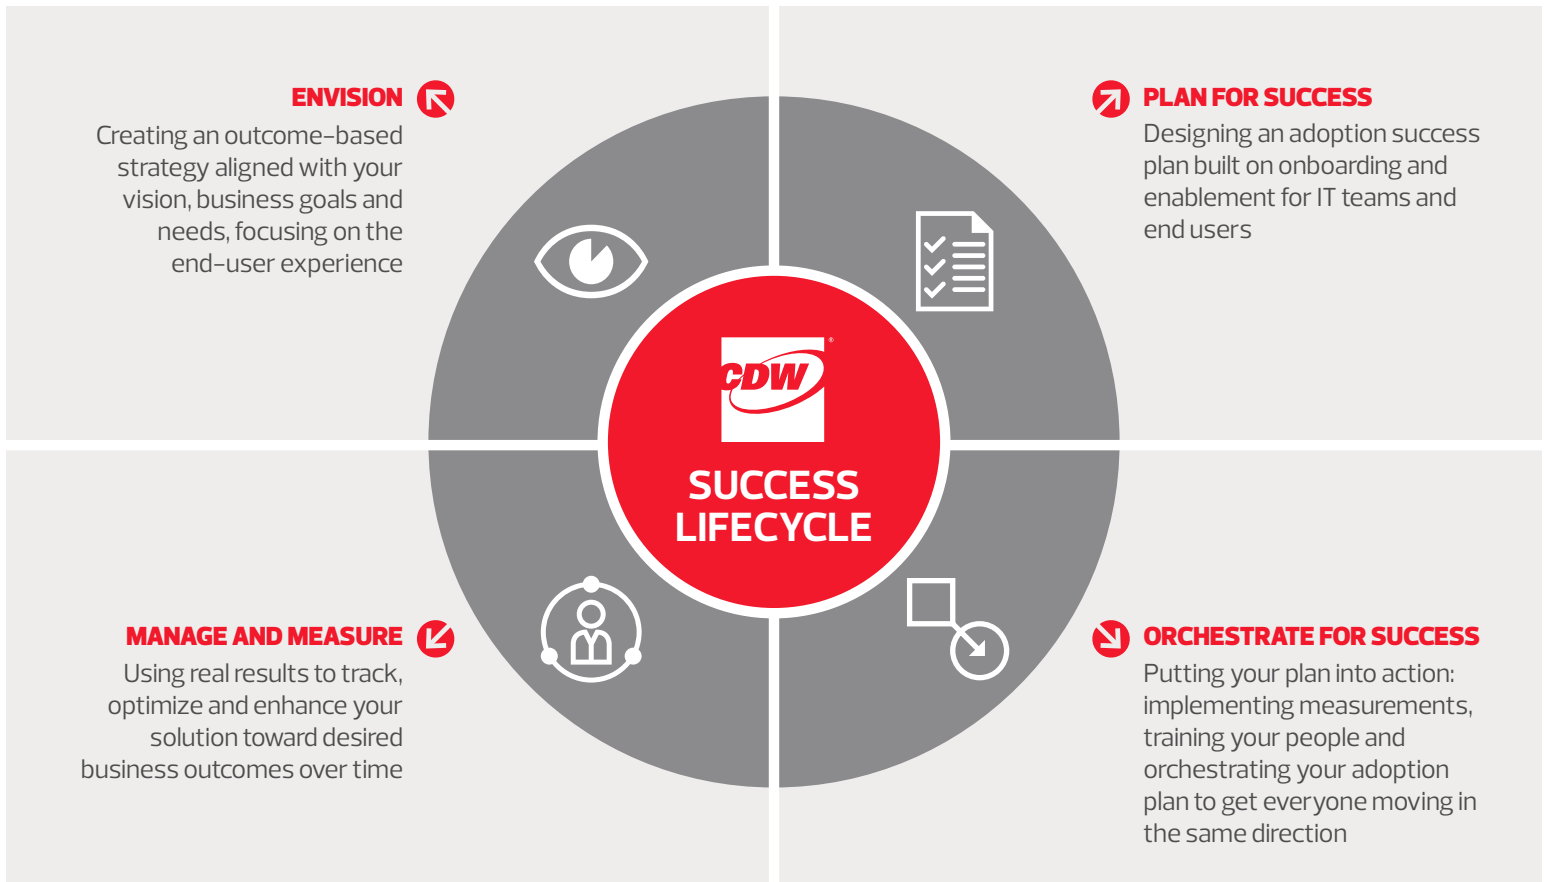 ENVISION
Creating an outcome-based
strategy aligned with your
vision, business goals and
needs, focusing on the
end-user experience
PLAN FOR SUCCESS
Designing an adoption success
plan built on onboarding and
enablement for IT teams and
end users
CDW®
SUCCESS
LIFECYCLE
MANAGE AND MEASURE
Using real results to track,
optimize and enhance your
solution toward desired
business outcomes over time
ORCHESTRATE FOR SUCCESS
Putting your plan into action:
implementing measurements,
training your people and
orchestrating your adoption
plan to get everyone moving in
the same direction